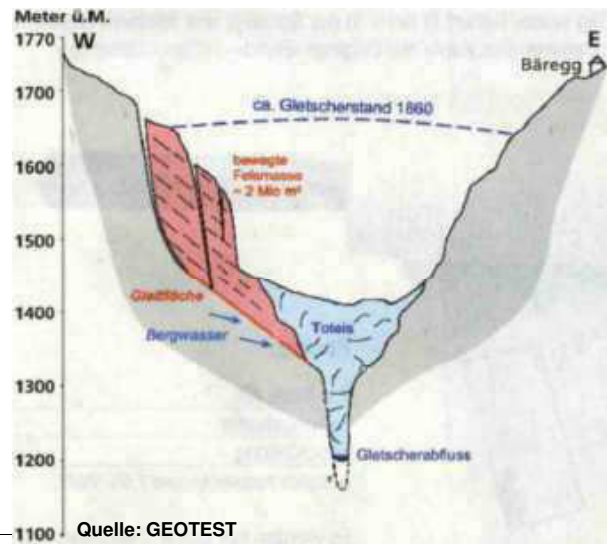 Meter ü.M.
1770
W
E
Bäregg
1700
ca. Gletscherstand 1860
1600
bewegte
Felsmasse
~ 2 Mio m³
1500
1400
Gleitfläche
Toteis
Bergwasser
1300
1200
Gletscherabfluss
1100
Quelle: GEOTEST